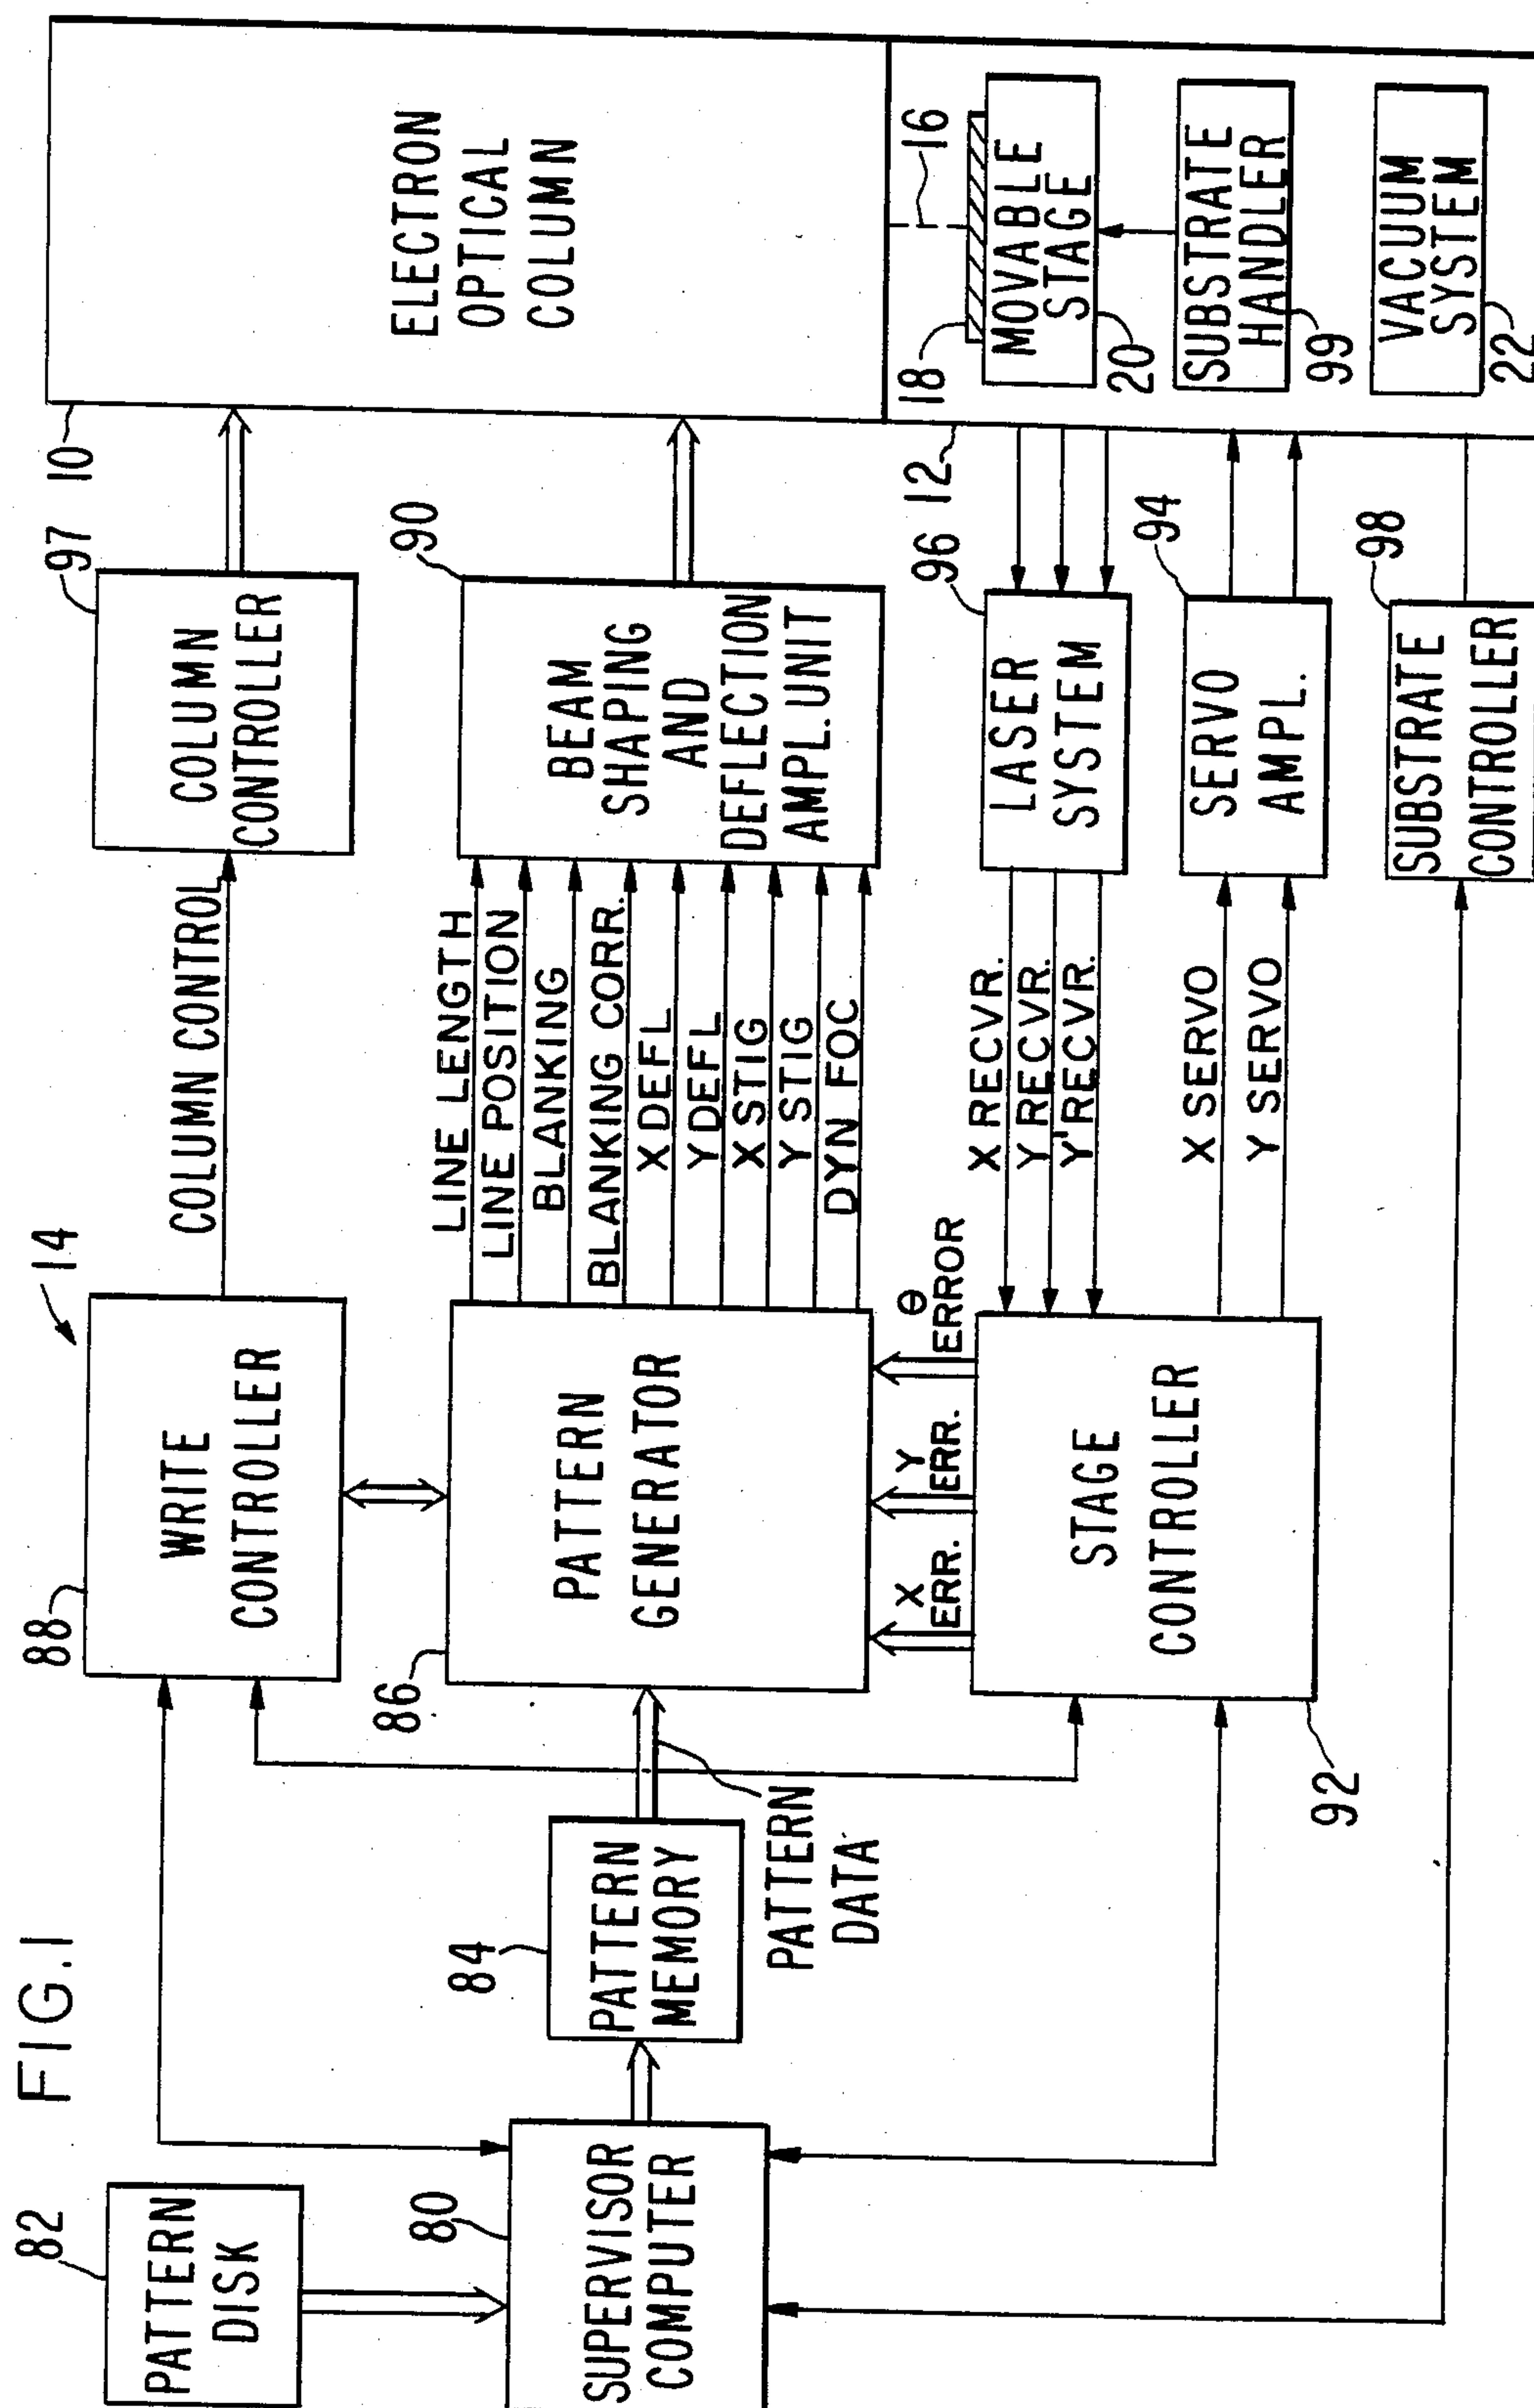 FIG.1
82
PATTERN
DISK
80
SUPERVISOR
COMPUTER
84
PATTERN
MEMORY
PATTERN
DATA
14
88
WRITE
CONTROLLER
86
PATTERN
GENERATOR
X
ERR.
Y
ERR.
Θ
ERROR
STAGE
CONTROLLER
92
COLUMN CONTROL
LINE LENGTH
LINE POSITION
BLANKING
BLANKING CORR.
X DEFL
Y DEFL
X STIG
Y STIG
DYN FOC
X RECVR.
Y RECVR.
Y'RECVR.
X SERVO
Y SERVO
97
COLUMN
CONTROLLER
90
BEAM
SHAPING
AND
DEFLECTION
AMPL.UNIT
96
LASER
SYSTEM
94
SERVO
AMPL.
98
SUBSTRATE
CONTROLLER
10
ELECTRON
OPTICAL
COLUMN
12
16
18
MOVABLE
STAGE
20
SUBSTRATE
HANDLER
99
VACUUM
SYSTEM
22